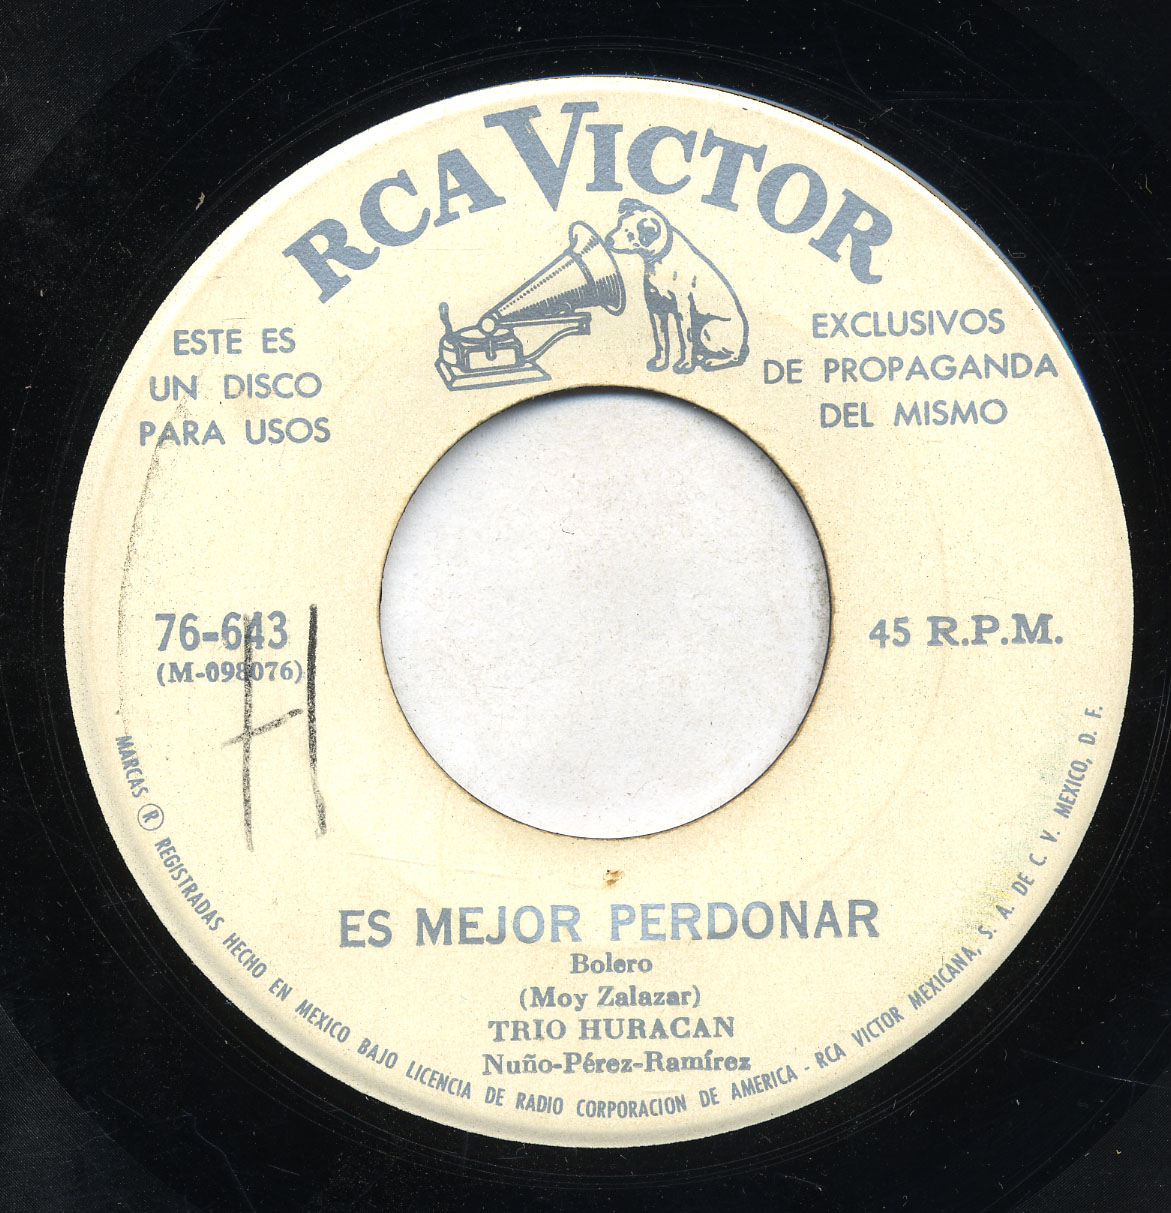 RCA VICTOR
ESTE ES
UN DISCO
PARA USOS
EXCLUSIVOS
DE PROPAGANDA
DEL MISMO
76-643
(M-098076)
H
45 R.P.M.
ES MEJOR PERDONAR
Bolero
(Moy Zalazar)
TRIO HURACAN
Nuño-Pérez-Ramírez
MARCAS ® REGISTRADAS HECHO EN MEXICO BAJO LICENCIA DE RADIO CORPORACION DE AMERICA - RCA VICTOR MEXICANA, S. A. DE C. V. MEXICO, D. F.